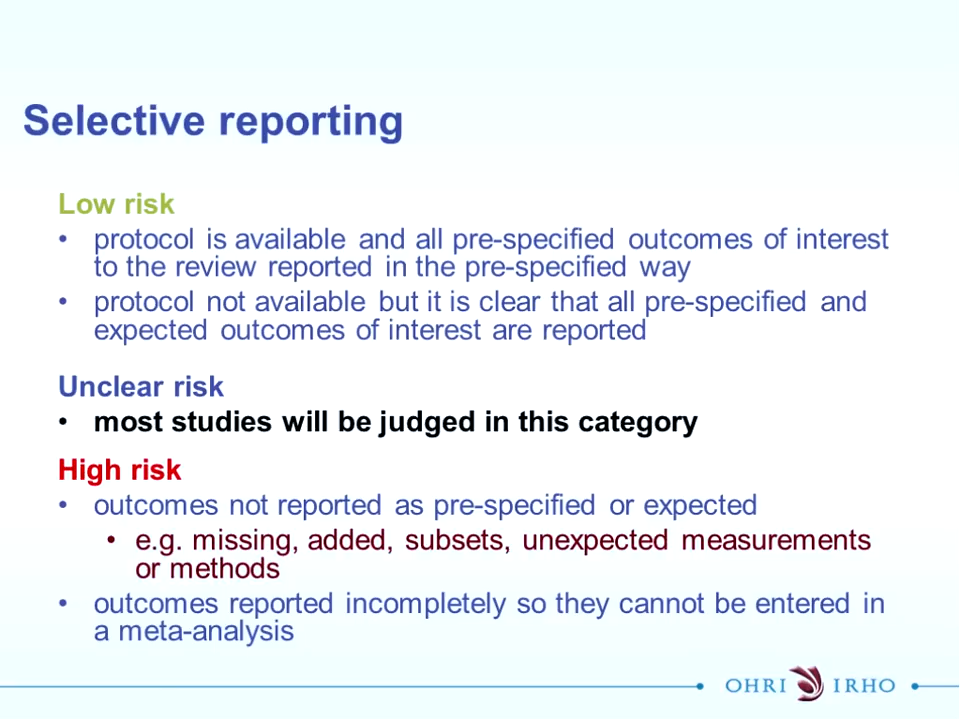 Selective reporting
Low risk
• protocol is available and all pre-specified outcomes of interest
to the review reported in the pre-specified way
• protocol not available but it is clear that all pre-specified and
expected outcomes of interest are reported
Unclear risk
• most studies will be judged in this category
High risk
• outcomes not reported as pre-specified or expected
• e.g. missing, added, subsets, unexpected measurements
or methods
• outcomes reported incompletely so they cannot be entered in
a meta-analysis
OHRI IRHO